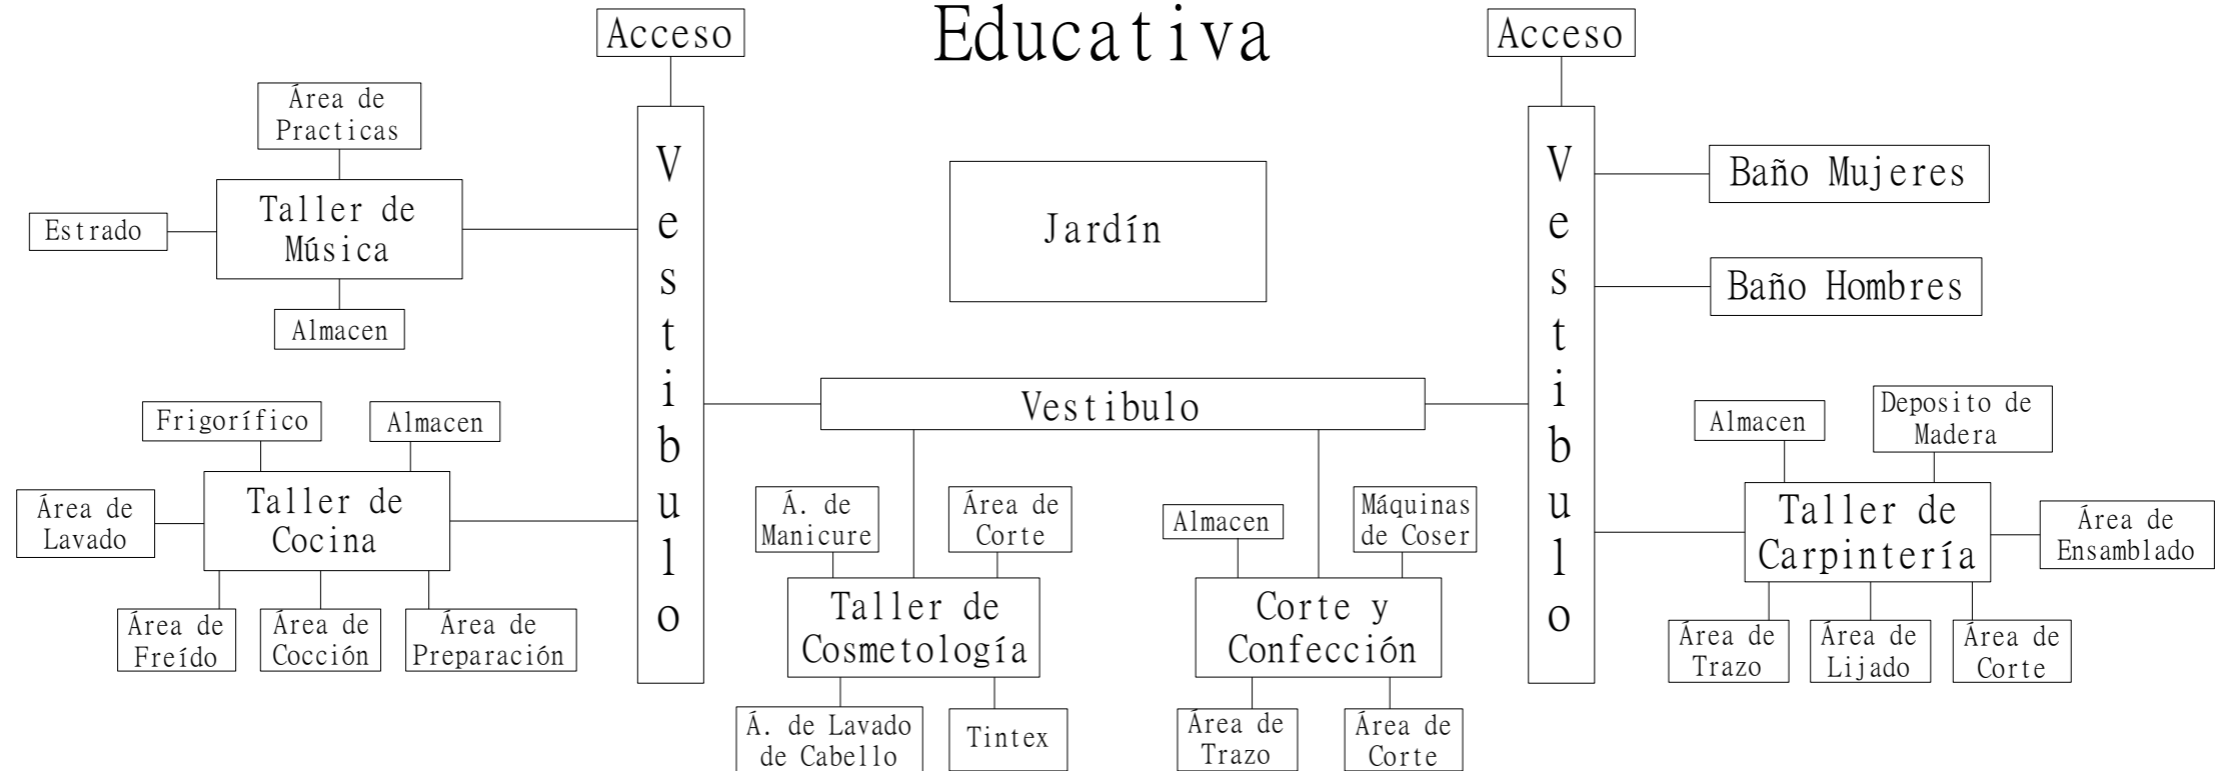 Educativa
Acceso
Acceso
Área de
Practicas
Estrado
Taller de
Música
Almacen
Vestibulo
Jardín
Vestibulo
Baño Mujeres
Baño Hombres
Vestibulo
Frigorífico
Almacen
Área de
Lavado
Taller de
Cocina
Área de
Freído
Área de
Cocción
Área de
Preparación
Á. de
Manicure
Área de
Corte
Taller de
Cosmetología
Á. de Lavado
de Cabello
Tintex
Almacen
Máquinas
de Coser
Corte y
Confección
Área de
Trazo
Área de
Corte
Almacen
Deposito de
Madera
Taller de
Carpintería
Área de
Ensamblado
Área de
Trazo
Área de
Lijado
Área de
Corte